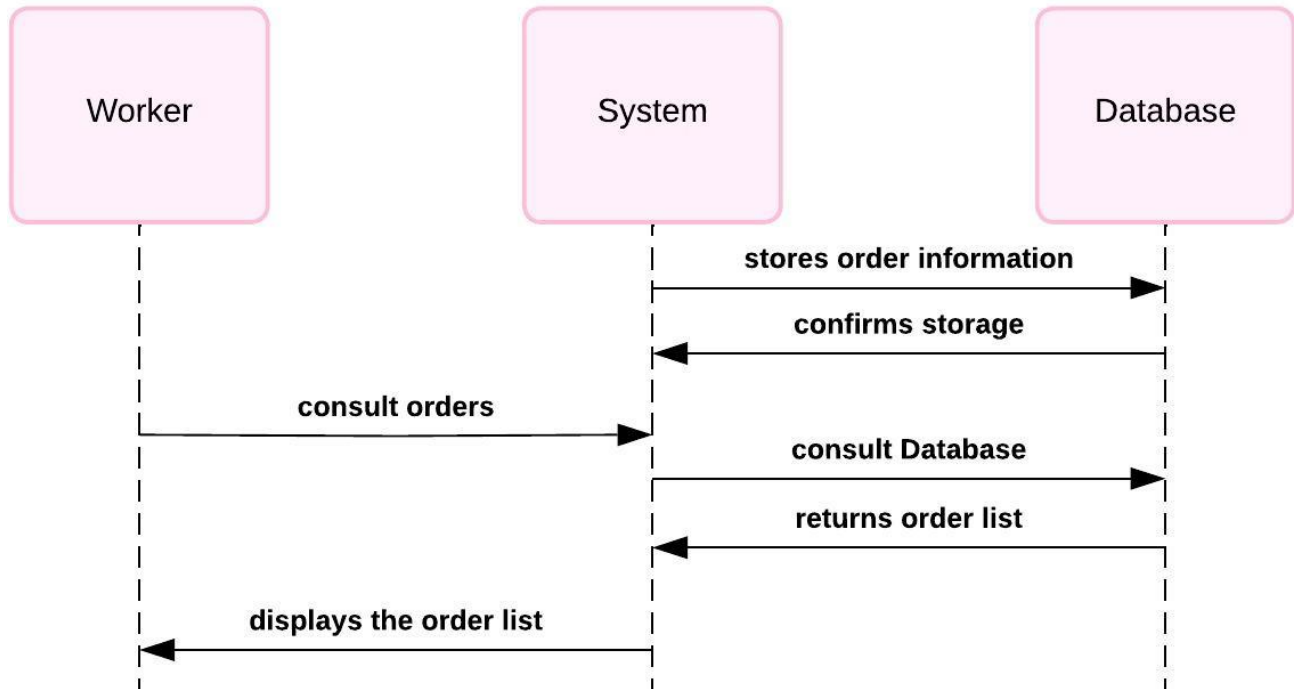 Worker
System
Database
stores order information
confirms storage
consult orders
consult Database
returns order list
displays the order list